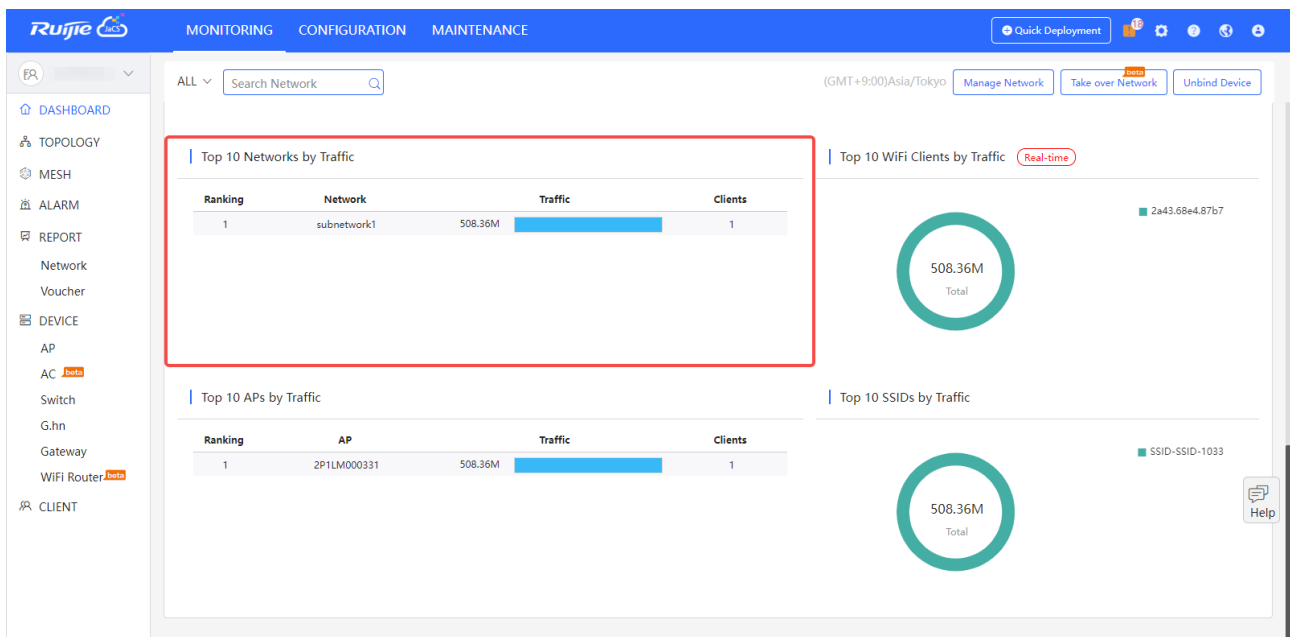 Ruijie JaCS MONITORING CONFIGURATION MAINTENANCE Quick Deployment 18
ALL Search Network (GMT+9:00)Asia/Tokyo Manage Network Take over Network beta Unbind Device
DASHBOARD
TOPOLOGY
MESH
ALARM
REPORT
Network
Voucher
DEVICE
AP
AC beta
Switch
G.hn
Gateway
WiFi Router beta
CLIENT
Top 10 Networks by Traffic
Ranking Network Traffic Clients
1 subnetwork1 508.36M 1
Top 10 WiFi Clients by Traffic Real-time
2a43.68e4.87b7
508.36M
Total
Top 10 APs by Traffic
Ranking AP Traffic Clients
1 2P1LM000331 508.36M 1
Top 10 SSIDs by Traffic
SSID-SSID-1033
508.36M
Total
Help